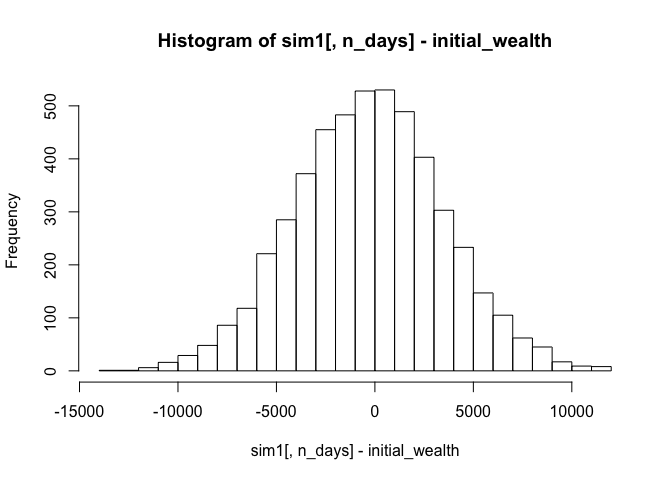 Histogram of sim1[, n_days] - initial_wealth
Frequency
500
400
300
200
100
0
-15000 -10000 -5000 0 5000 10000
sim1[, n_days] - initial_wealth